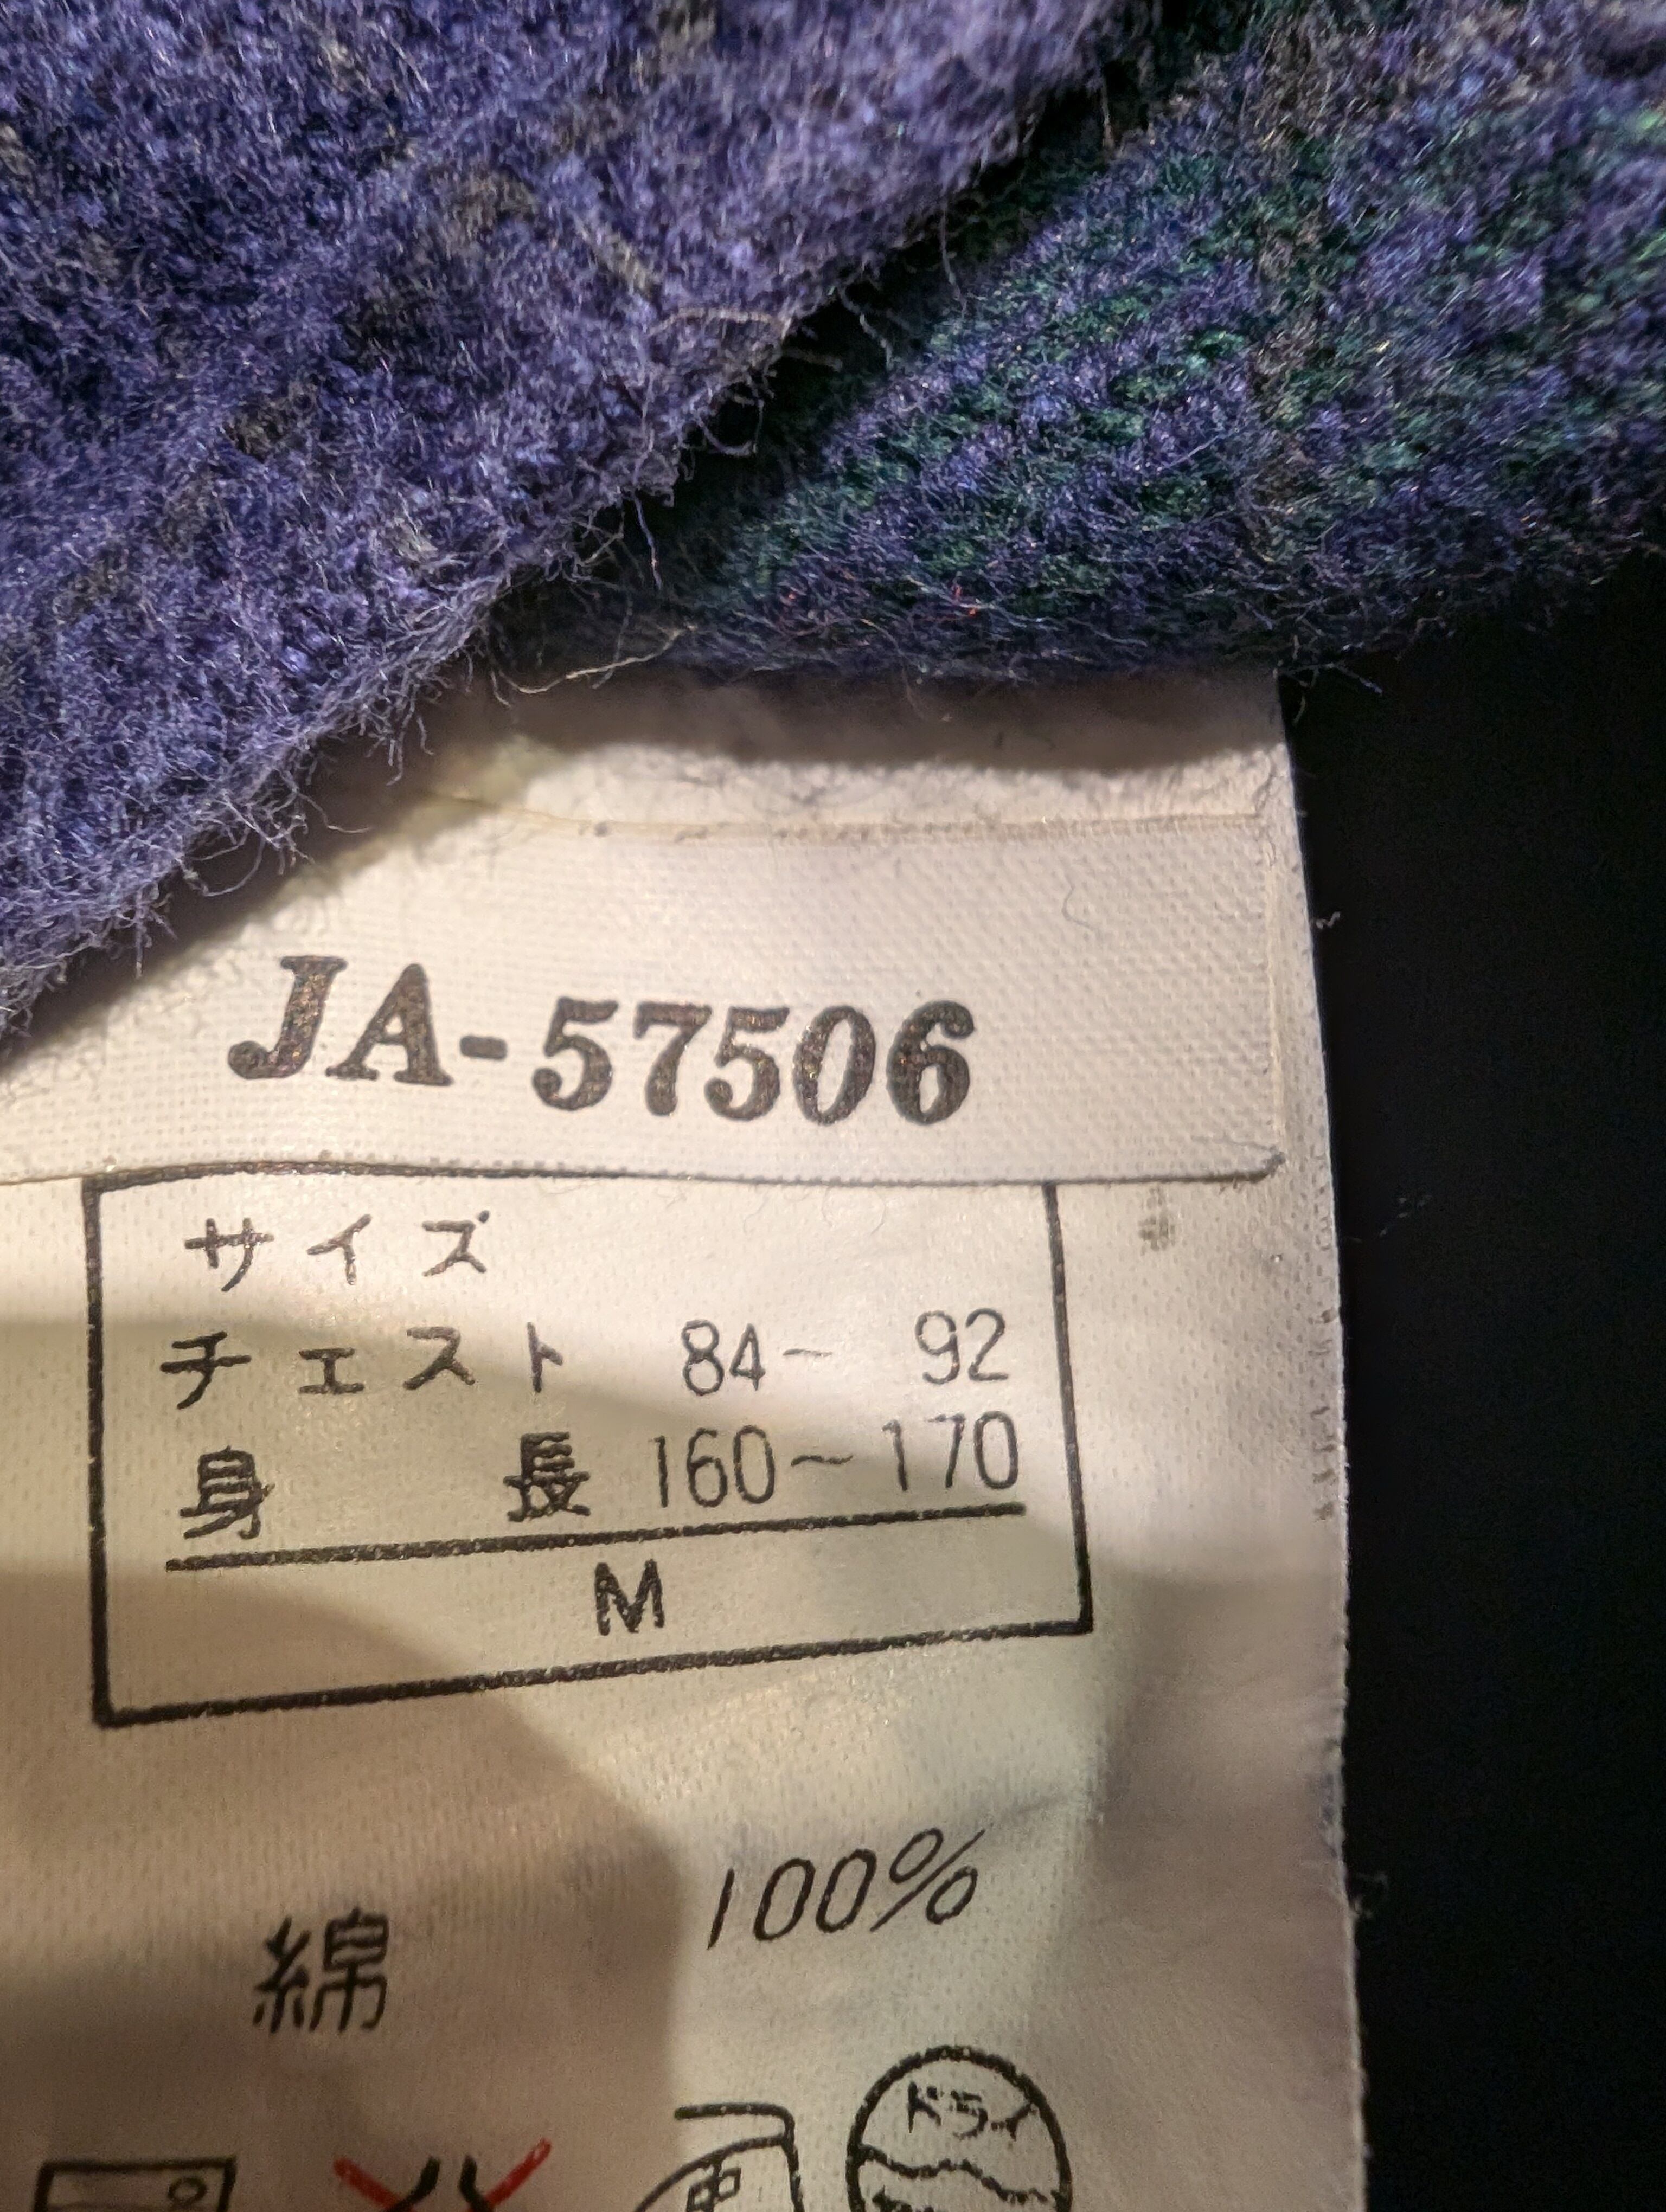 JA-57506
サイズ
チェスト 84～ 92
身長 160～170
M
綿 100%
ドライ